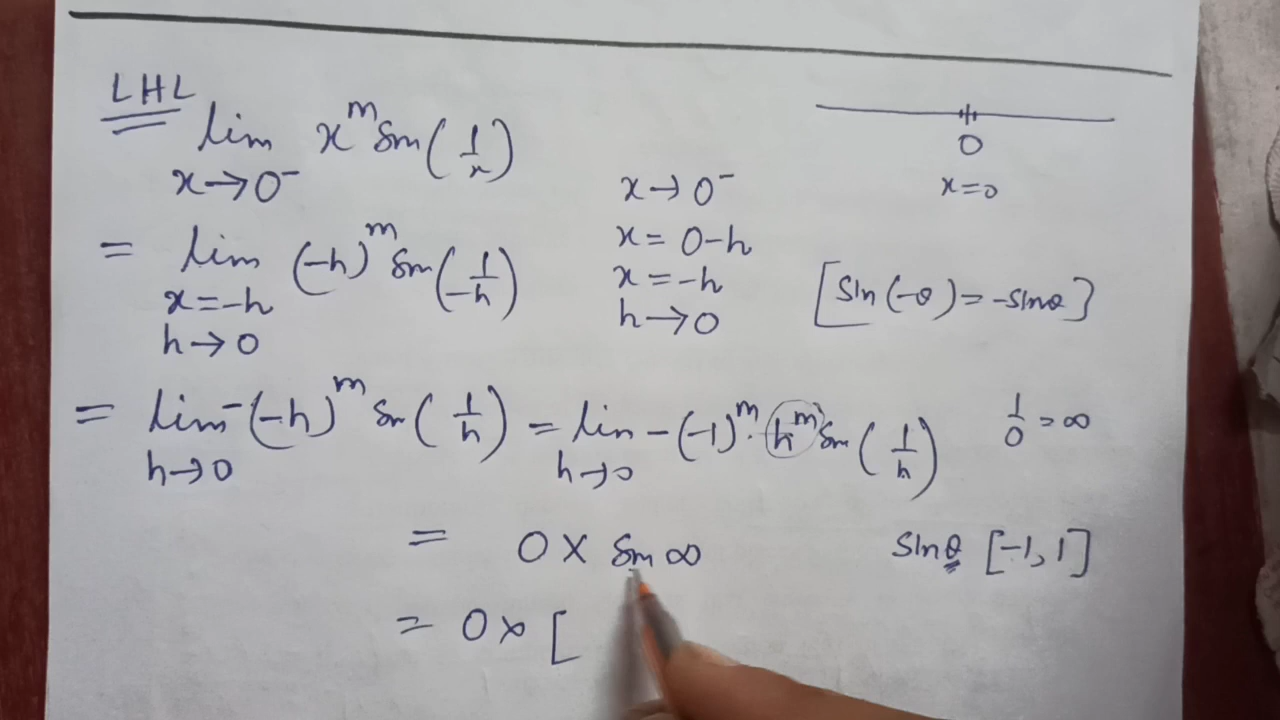 LHL
lim x^m sin(1/x)
x→0⁻
= lim (-h)^m sin(1/-h)
x=-h
h→0
x→0⁻
x= 0-h
x=-h
h→0
0
x=0
[sin(-θ)=-sinθ]
= lim -(-h)^m sin(1/h) = lim -(-1)^m · h^m sin(1/h)
h→0 h→0
1/0 = ∞
= 0 × sin ∞
sinθ [-1,1]
= 0 × [